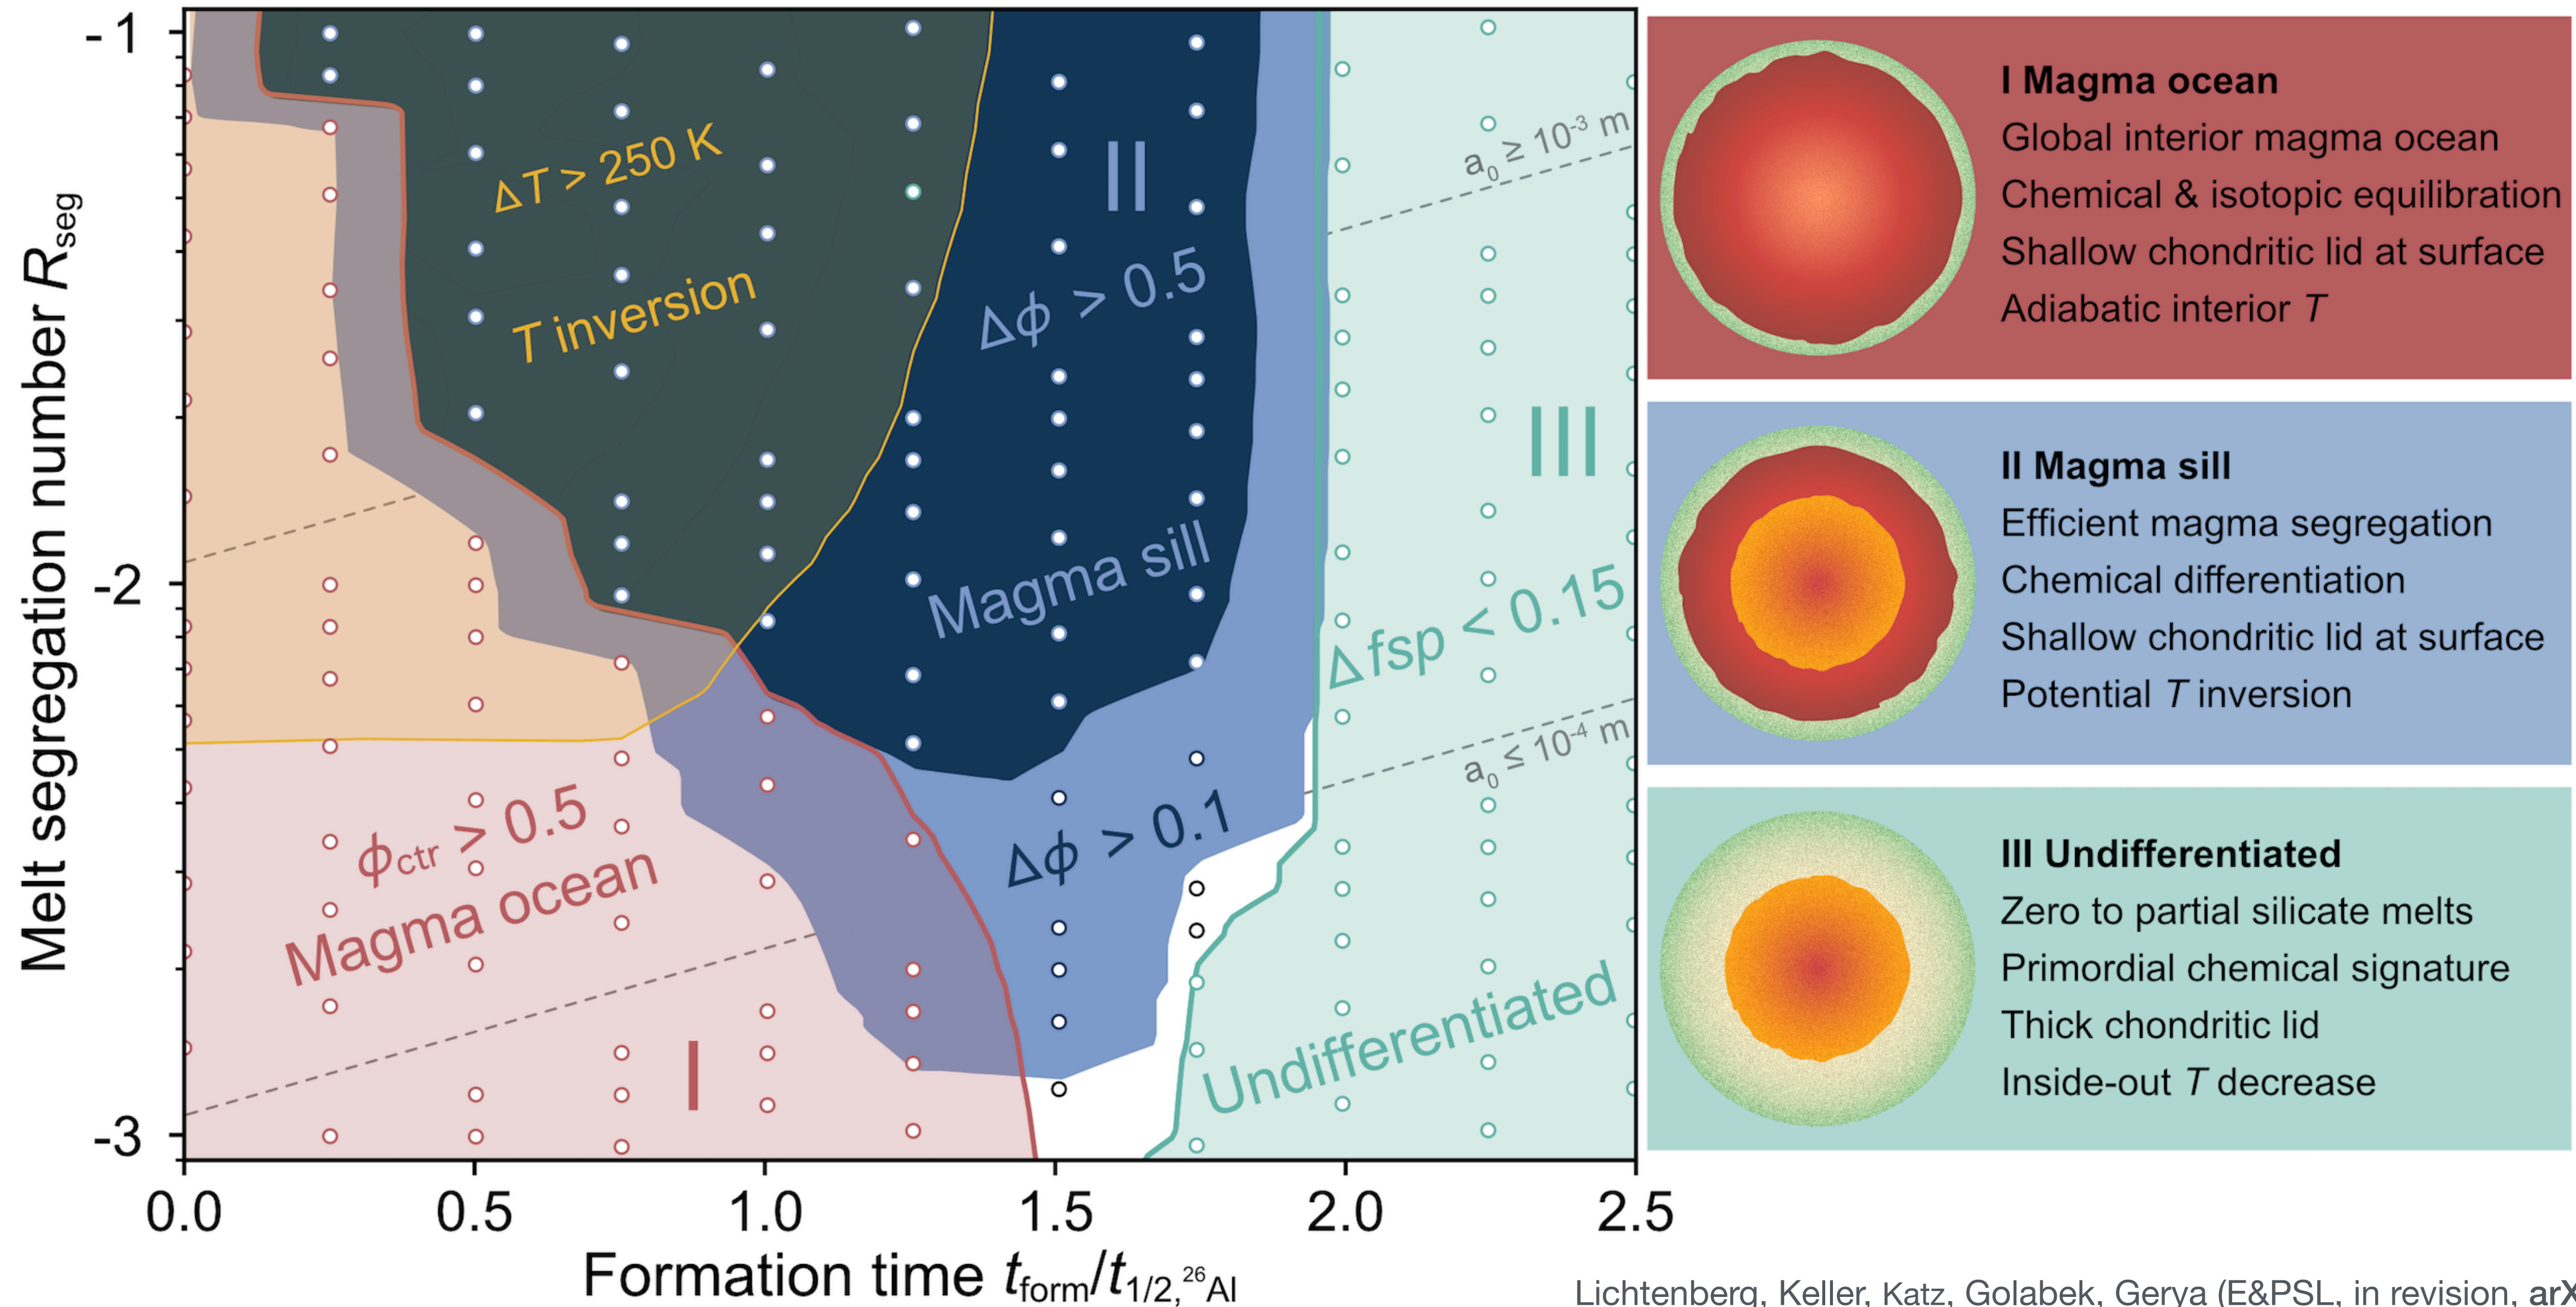 -1
-2
-3
Melt segregation number Rseg
0.0 0.5 1.0 1.5 2.0 2.5
Formation time tform/t1/2,26Al
ΔT > 250 K
T inversion
II
Δϕ > 0.5
Magma sill
Δϕ > 0.1
ϕctr > 0.5
Magma ocean
I
a0 ≥ 10-3 m
III
Δfsp < 0.15
a0 ≤ 10-4 m
Undifferentiated
I Magma ocean
Global interior magma ocean
Chemical & isotopic equilibration
Shallow chondritic lid at surface
Adiabatic interior T
II Magma sill
Efficient magma segregation
Chemical differentiation
Shallow chondritic lid at surface
Potential T inversion
III Undifferentiated
Zero to partial silicate melts
Primordial chemical signature
Thick chondritic lid
Inside-out T decrease
Lichtenberg, Keller, Katz, Golabek, Gerya (E&PSL, in revision,